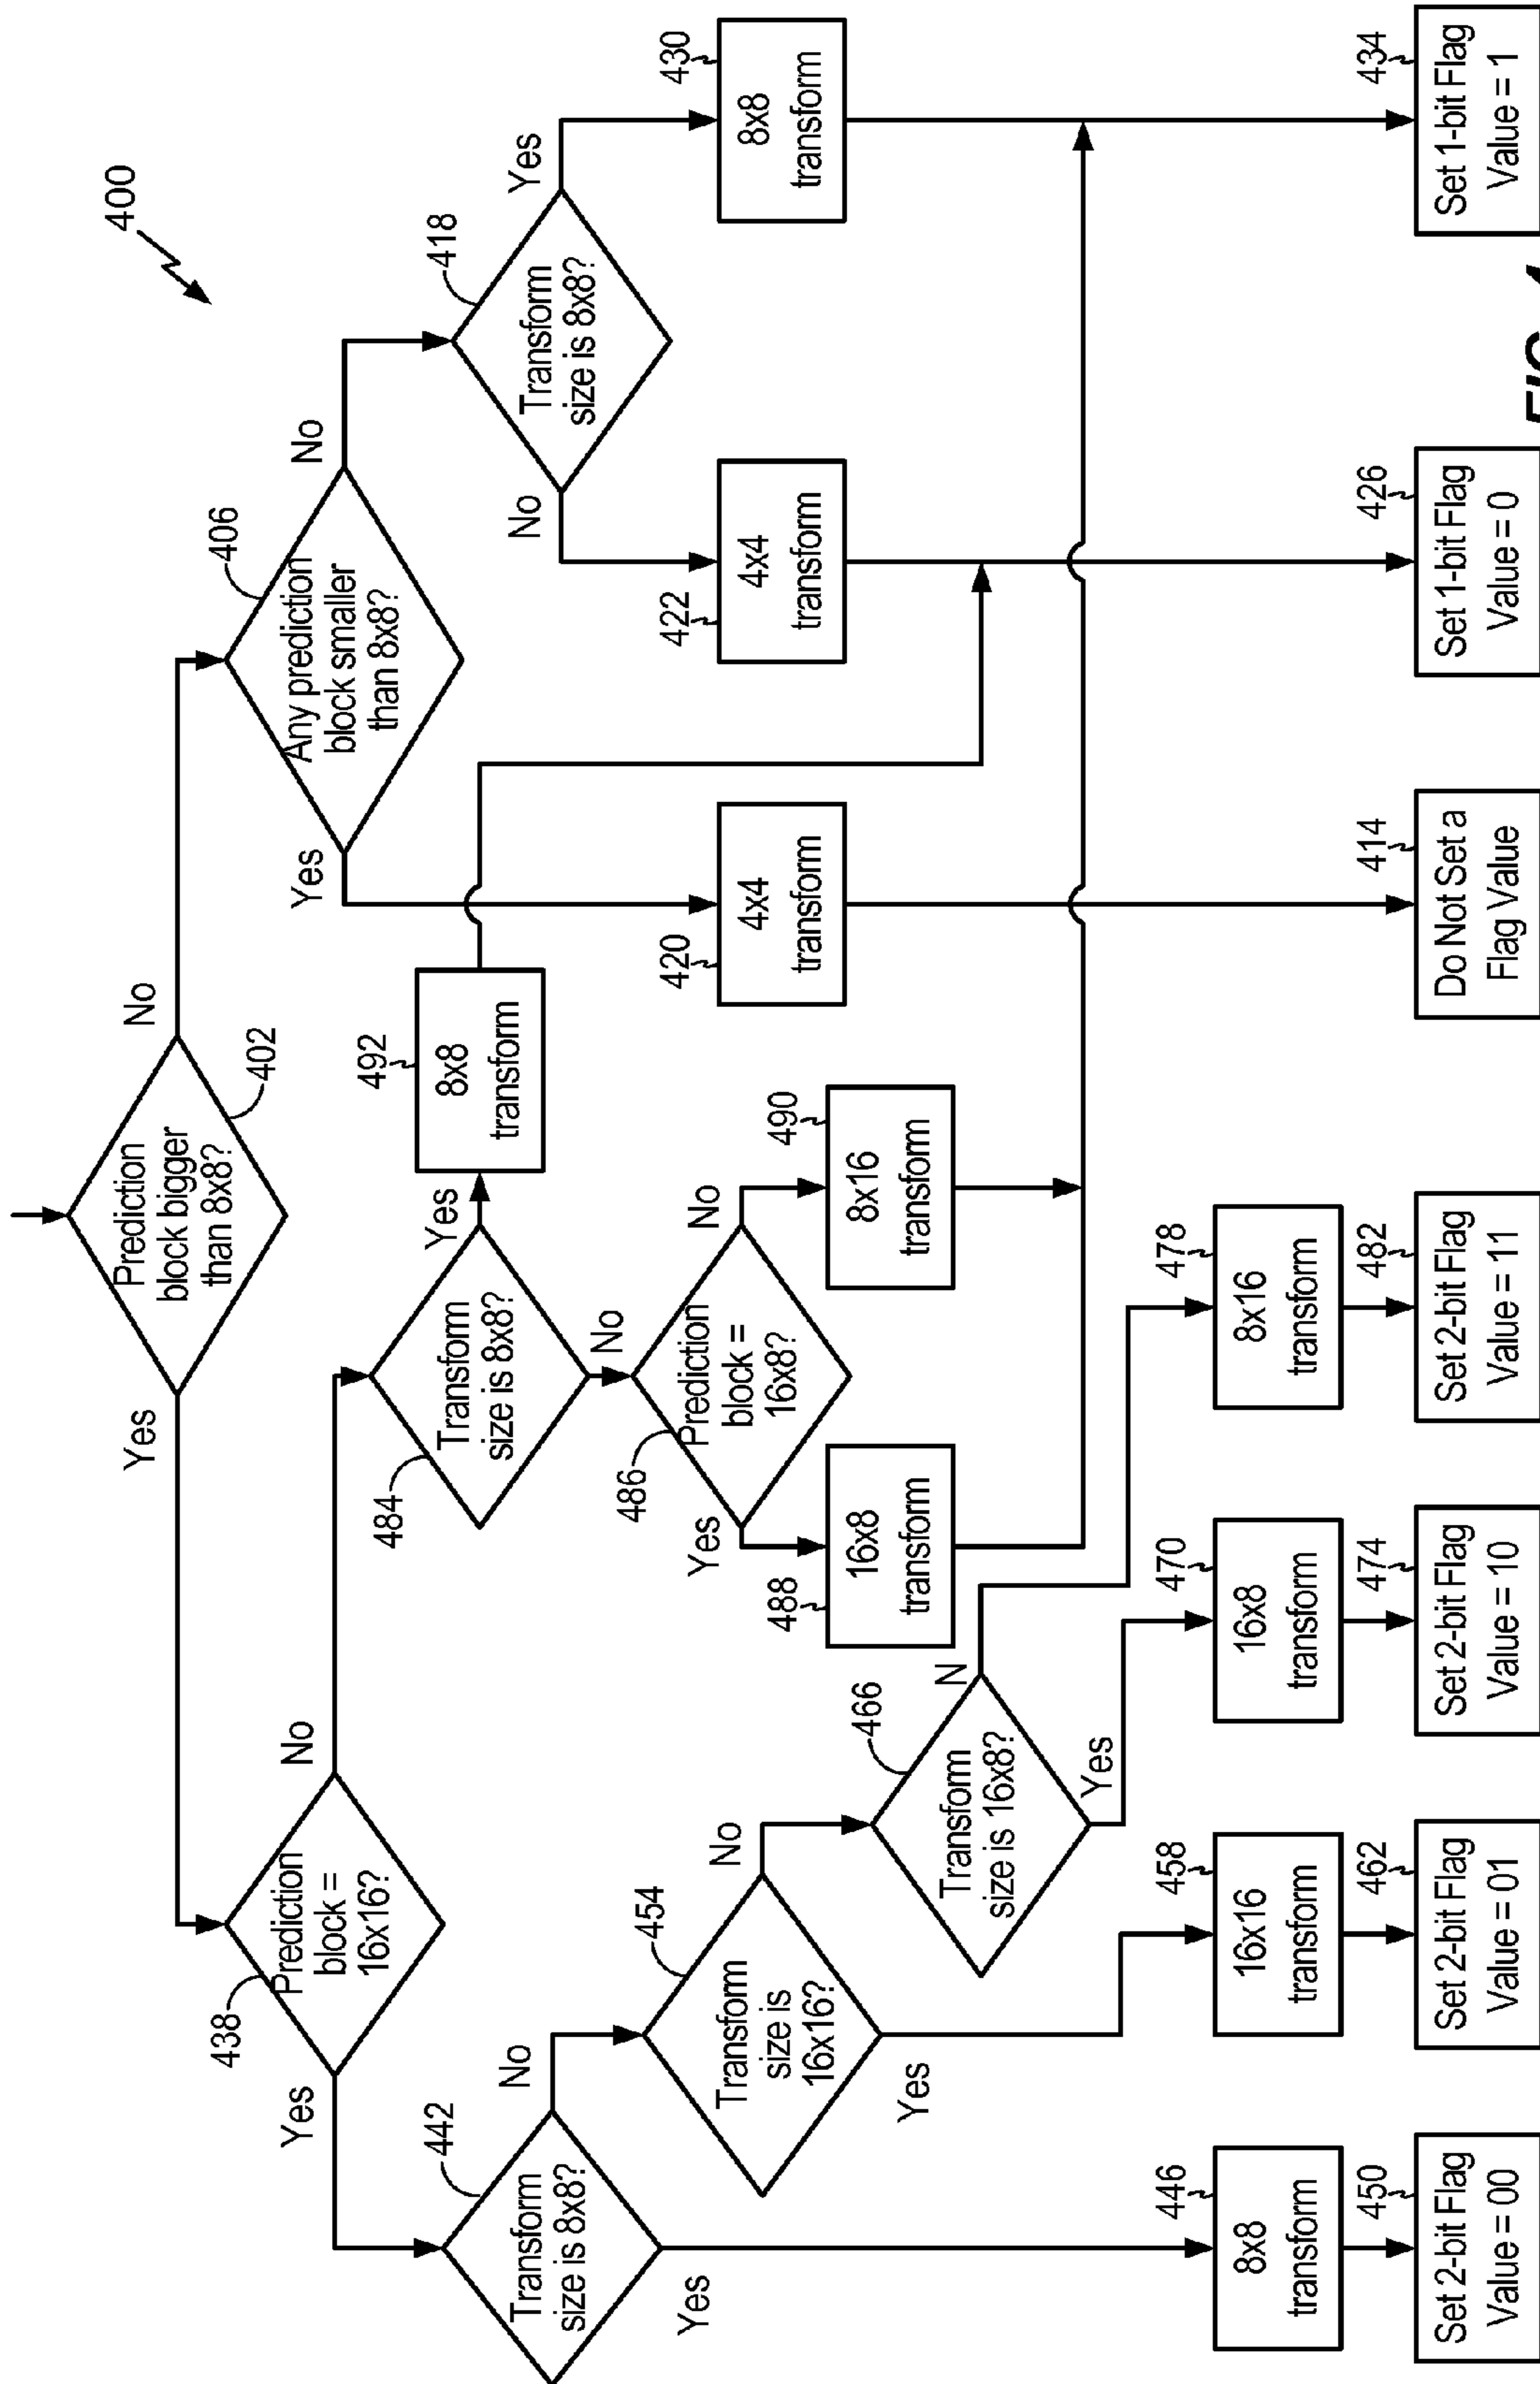 400
Prediction
block bigger
than 8x8?
402
Yes
No
438
Prediction
block =
16x16?
Yes
No
406
Any prediction
block smaller
than 8x8?
Yes
No
442
Transform
size is 8x8?
Yes
No
484
Transform
size is 8x8?
Yes
No
492
8x8
transform
418
Transform
size is 8x8?
No
Yes
454
Transform
size is
16x16?
Yes
No
486
Prediction
block =
16x8?
Yes
No
420
4x4
transform
422
4x4
transform
430
8x8
transform
488
16x8
transform
490
8x16
transform
466
Transform
size is 16x8?
N
Yes
446
8x8
transform
458
16x16
transform
470
16x8
transform
478
8x16
transform
450
Set 2-bit Flag
Value = 00
462
Set 2-bit Flag
Value = 01
474
Set 2-bit Flag
Value = 10
482
Set 2-bit Flag
Value = 11
414
Do Not Set a
Flag Value
426
Set 1-bit Flag
Value = 0
434
Set 1-bit Flag
Value = 1